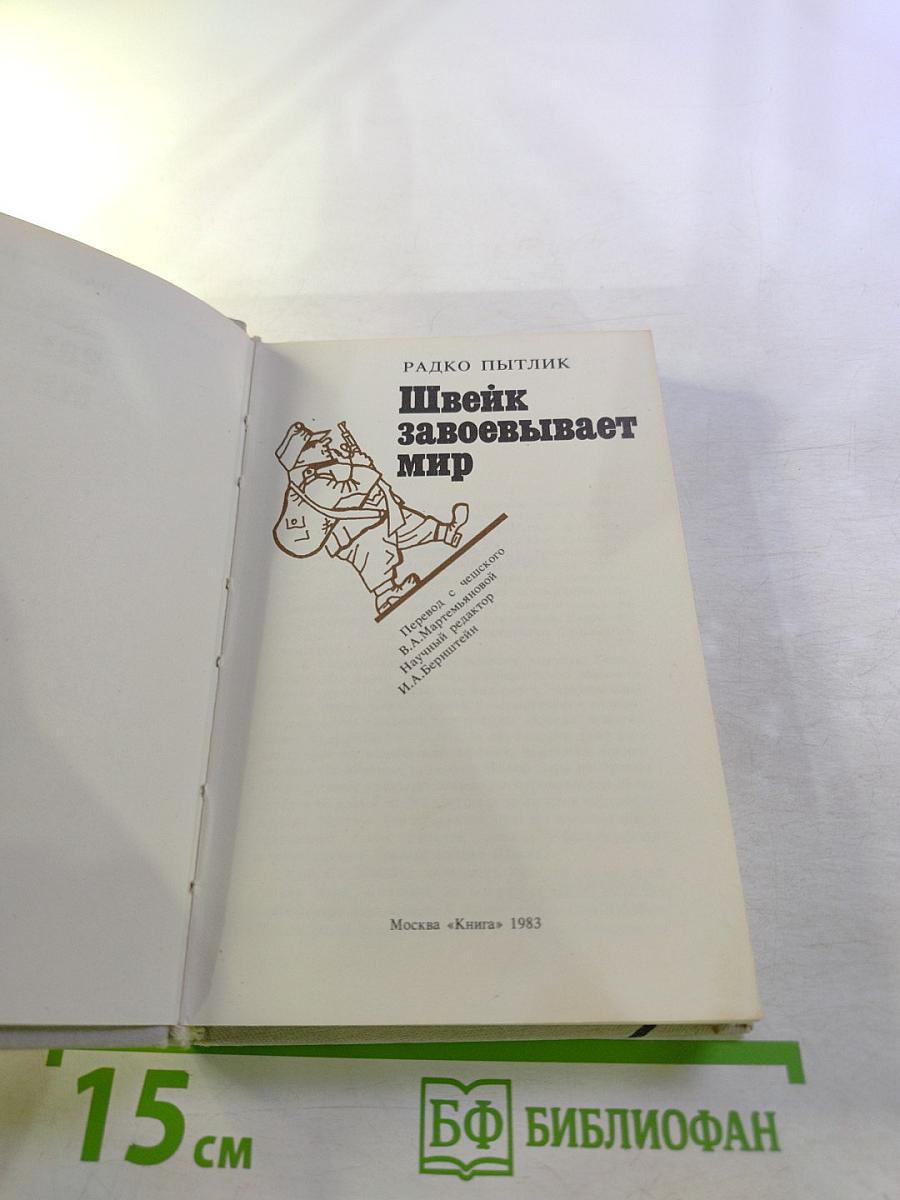 РАДКО ПЫТЛИК
Швейк
завоевывает
мир
Перевод с чешского
В.А.Мартемьяновой
Научный редактор
И.А.Бернштейн
Москва «Книга» 1983
15 см
БФ БИБЛИОФАН